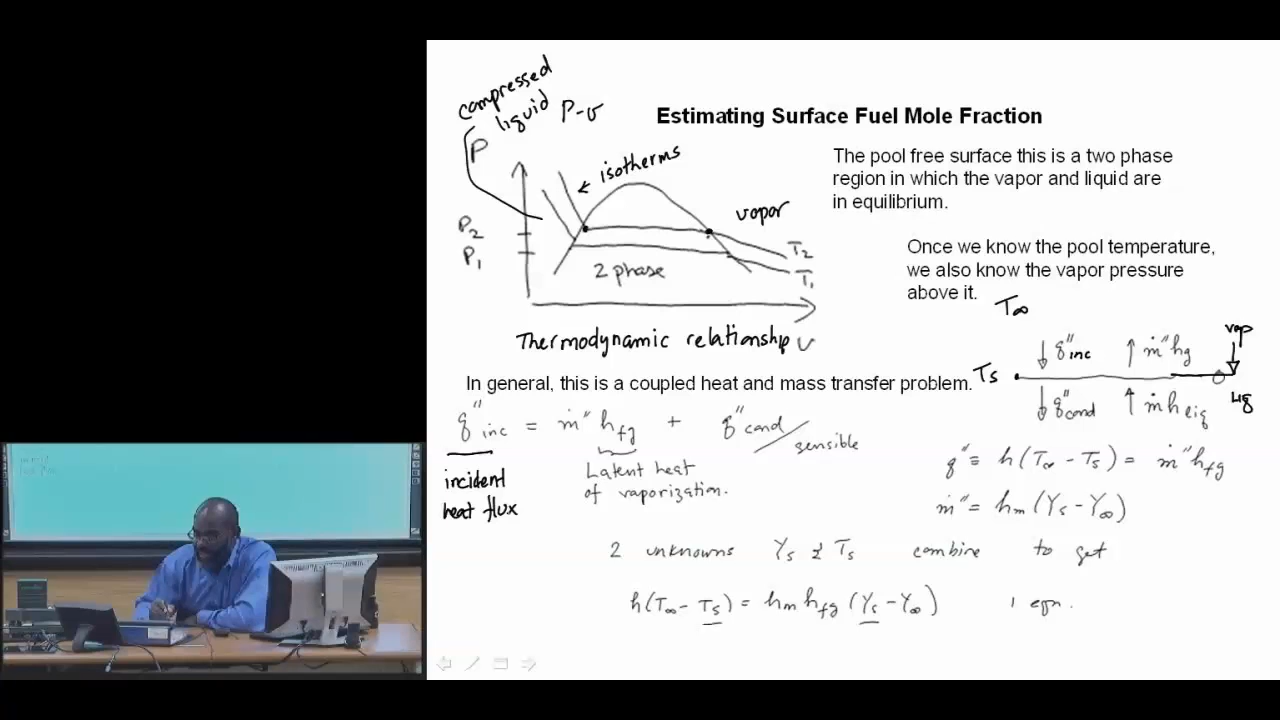 compressed
liquid P-v
P
Estimating Surface Fuel Mole Fraction
isotherms
The pool free surface this is a two phase
region in which the vapor and liquid are
in equilibrium.
vapor
P₂
P₁
2 phase
T₂
T₁
Once we know the pool temperature,
we also know the vapor pressure
above it.
T∞
Thermodynamic relationship v
vap
q̇"inc ṁ"hg
Ts
In general, this is a coupled heat and mass transfer problem.
q̇"cond ṁ hliq
Liq
q̇"inc = ṁ" hfg + q̇"cond
sensible
incident
heat flux
Latent heat
of vaporization.
q̇" = h(T∞ - Ts) = ṁ"hfg
ṁ" = hm (Ys - Y∞)
2 unknowns Ys & Ts combine to get
h(T∞ - Ts) = hm hfg (Ys - Y∞) 1 eqn.